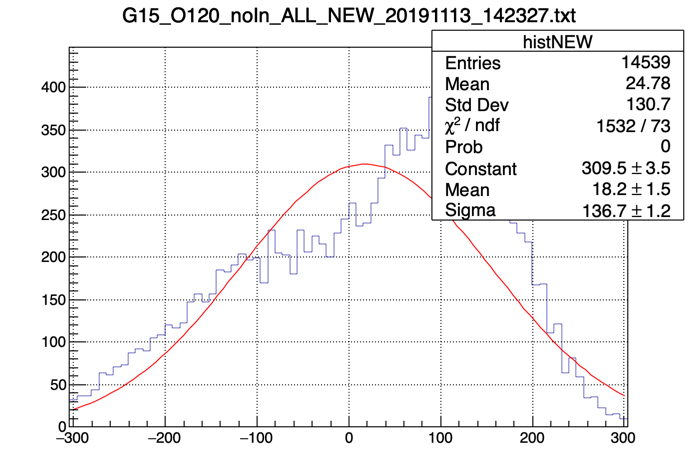 G15_O120_noIn_ALL_NEW_20191113_142327.txt
histNEW
Entries 14539
Mean 24.78
Std Dev 130.7
χ² / ndf 1532 / 73
Prob 0
Constant 309.5 ± 3.5
Mean 18.2 ± 1.5
Sigma 136.7 ± 1.2
400
350
300
250
200
150
100
50
0
−300 −200 −100 0 100 200 300